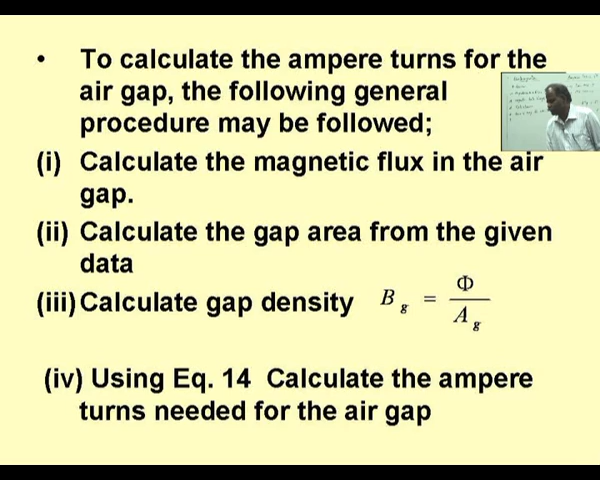 • To calculate the ampere turns for the
air gap, the following general
procedure may be followed;
(i) Calculate the magnetic flux in the air
gap.
(ii) Calculate the gap area from the given
data
(iii) Calculate gap density B g = Φ / A g
(iv) Using Eq. 14 Calculate the ampere
turns needed for the air gap